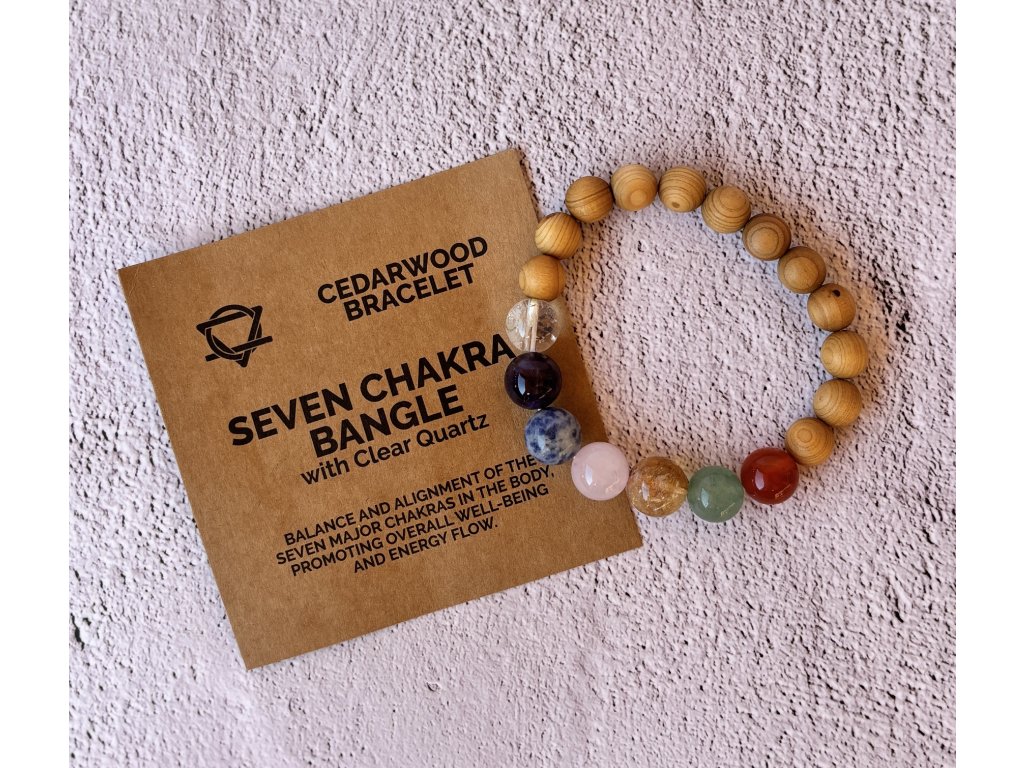 CEDARWOOD
BRACELET
SEVEN CHAKRA
BANGLE
with Clear Quartz
BALANCE AND ALIGNMENT OF THE
SEVEN MAJOR CHAKRAS IN THE BODY,
PROMOTING OVERALL WELL-BEING
AND ENERGY FLOW.